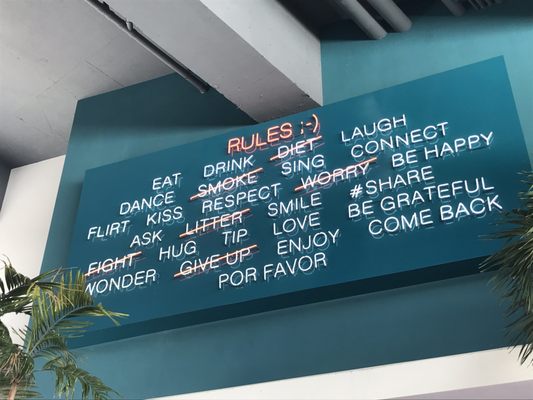 RULES ;-)
EAT DRINK DIET LAUGH
DANCE SMOKE SING CONNECT
FLIRT KISS RESPECT WORRY BE HAPPY
ASK LITTER SMILE #SHARE
FIGHT HUG TIP LOVE BE GRATEFUL
WONDER GIVE UP ENJOY COME BACK
POR FAVOR